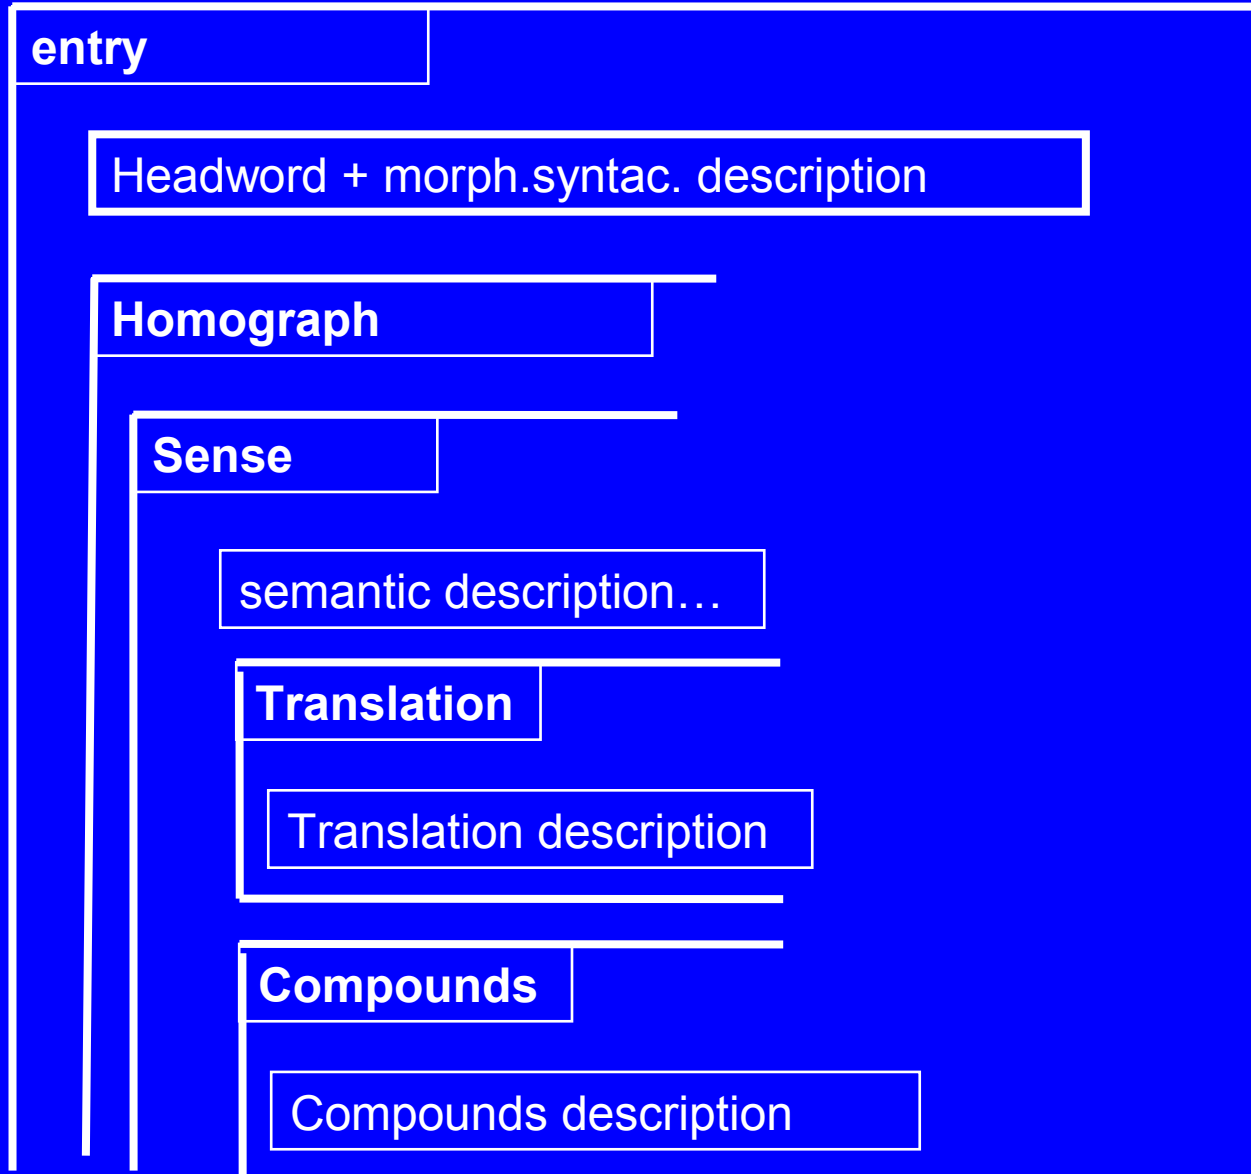 entry
Headword + morph.syntac. description
Homograph
Sense
semantic description…
Translation
Translation description
Compounds
Compounds description